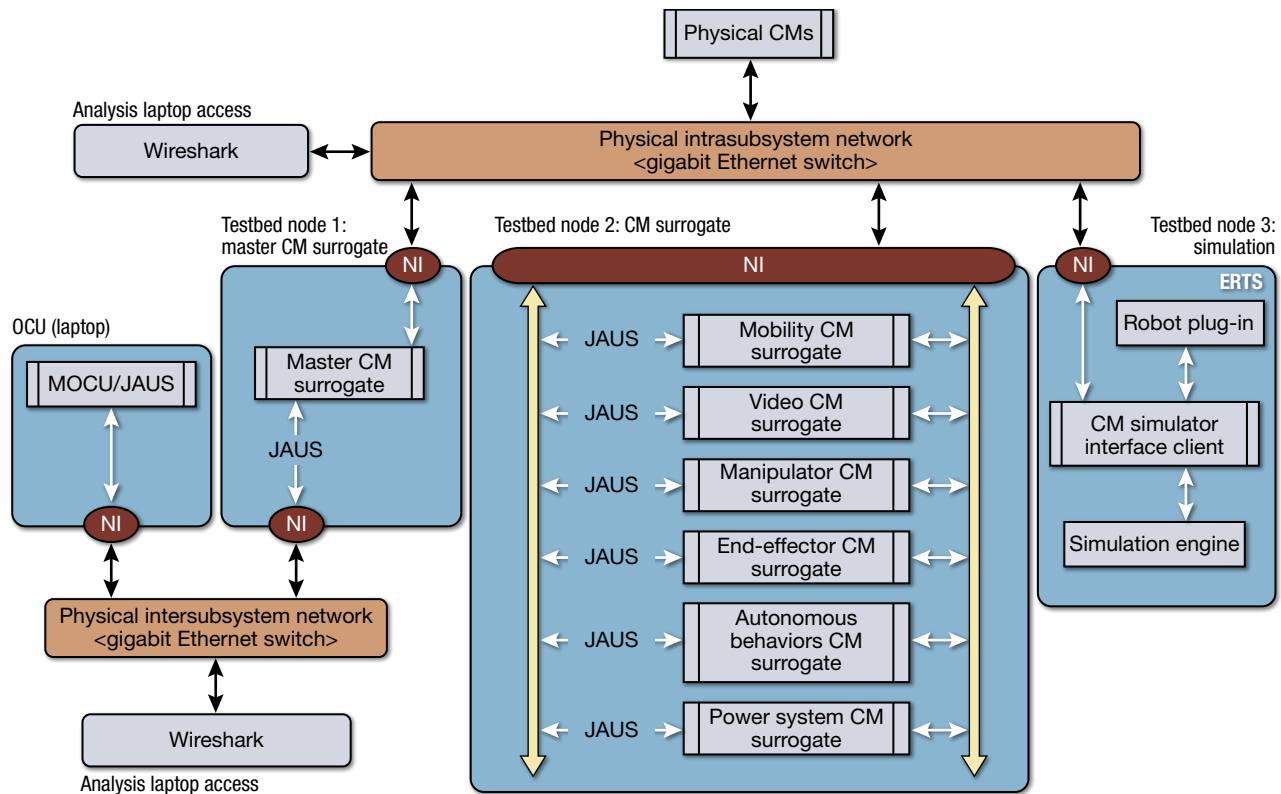 Physical CMs
Analysis laptop access
Wireshark
Physical intrasubsystem network
<gigabit Ethernet switch>
Testbed node 1:
master CM surrogate
NI
Master CM
surrogate
JAUS
NI
OCU (laptop)
MOCU/JAUS
NI
Physical intersubsystem network
<gigabit Ethernet switch>
Wireshark
Analysis laptop access
Testbed node 2: CM surrogate
NI
JAUS
Mobility CM
surrogate
JAUS
Video CM
surrogate
JAUS
Manipulator CM
surrogate
JAUS
End-effector CM
surrogate
JAUS
Autonomous
behaviors CM
surrogate
JAUS
Power system CM
surrogate
Testbed node 3:
simulation
NI
ERTS
Robot plug-in
CM simulator
interface client
Simulation engine